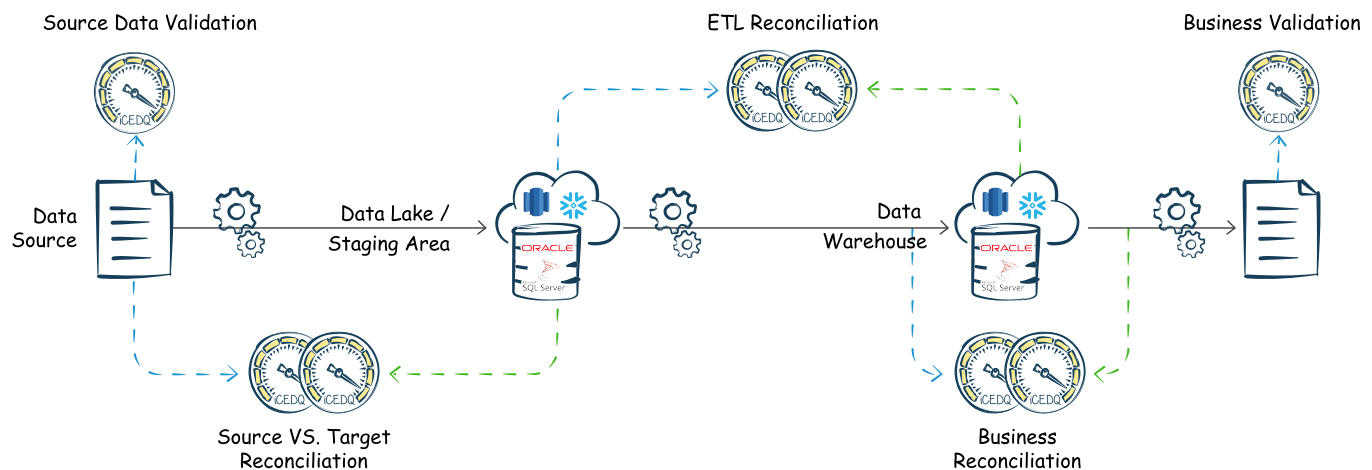 Source Data Validation
ETL Reconciliation
Business Validation
iCEDQ
iCEDQ
iCEDQ
Data
Source
Data Lake /
Staging Area
ORACLE
SQL Server
Data
Warehouse
ORACLE
SQL Server
iCEDQ
iCEDQ
iCEDQ
iCEDQ
Source VS. Target
Reconciliation
Business
Reconciliation